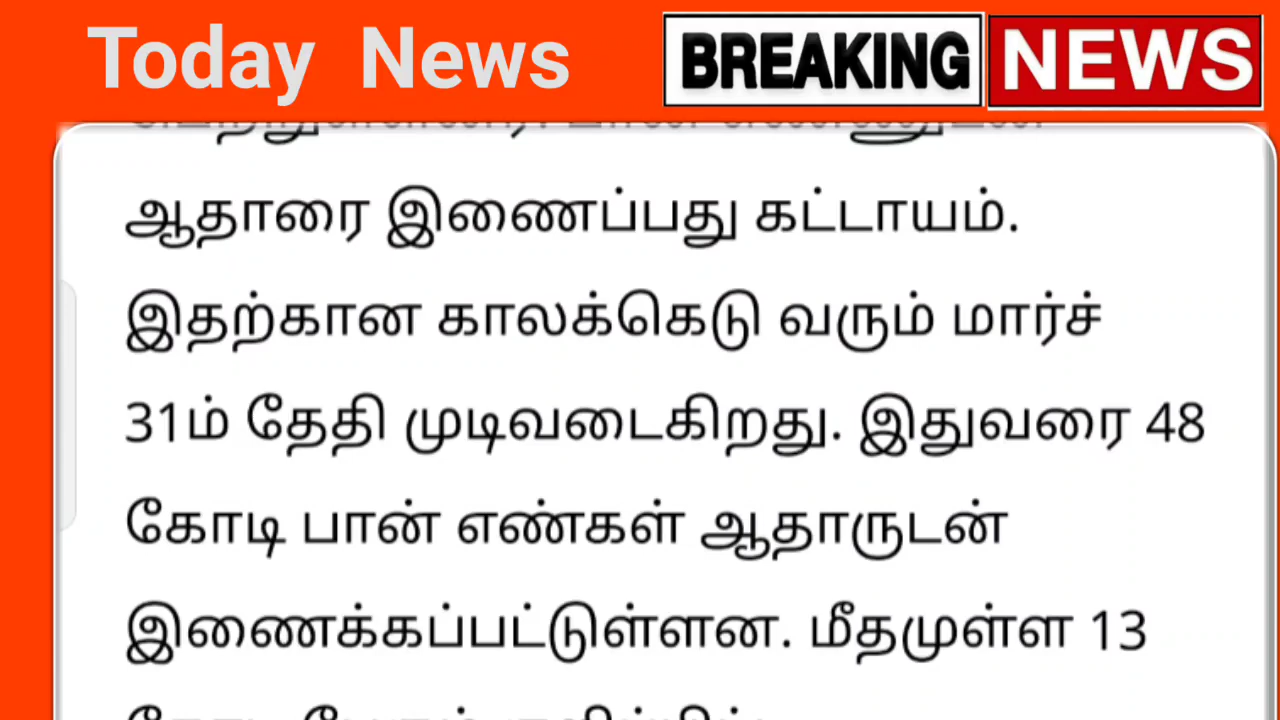 Today News
BREAKING NEWS
ஆதாரை இணைப்பது கட்டாயம்.
இதற்கான காலக்கெடு வரும் மார்ச்
31ம் தேதி முடிவடைகிறது. இதுவரை 48
கோடி பான் எண்கள் ஆதாருடன்
இணைக்கப்பட்டுள்ளன. மீதமுள்ள 13